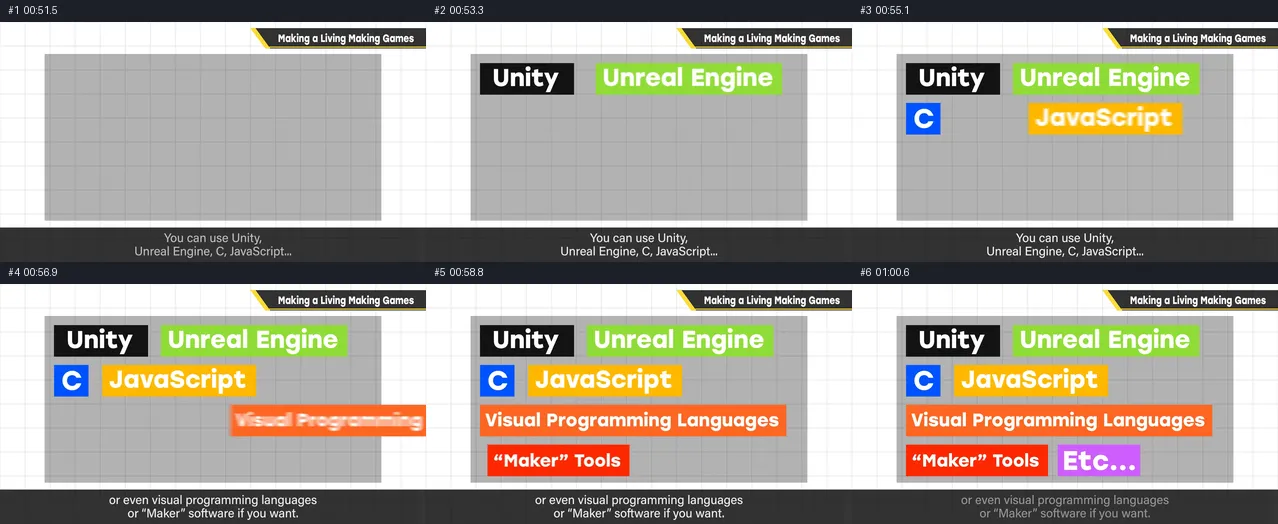 #1 00:51.5
Making a Living Making Games
You can use Unity,
Unreal Engine, C, JavaScript...
#2 00:53.3
Making a Living Making Games
Unity Unreal Engine
You can use Unity,
Unreal Engine, C, JavaScript...
#3 00:55.1
Making a Living Making Games
Unity Unreal Engine
C JavaScript
You can use Unity,
Unreal Engine, C, JavaScript...
#4 00:56.9
Making a Living Making Games
Unity Unreal Engine
C JavaScript
Visual Programming
or even visual programming languages
or “Maker” software if you want.
#5 00:58.8
Making a Living Making Games
Unity Unreal Engine
C JavaScript
Visual Programming Languages
“Maker” Tools
or even visual programming languages
or “Maker” software if you want.
#6 01:00.6
Making a Living Making Games
Unity Unreal Engine
C JavaScript
Visual Programming Languages
“Maker” Tools Etc...
or even visual programming languages
or “Maker” software if you want.